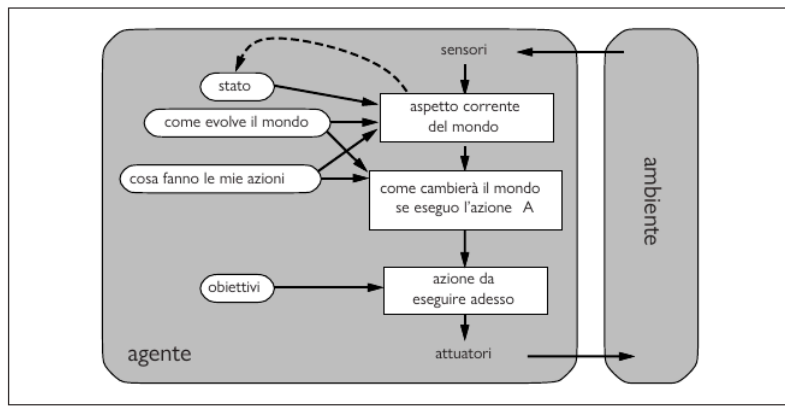 sensori
stato
aspetto corrente
del mondo
come evolve il mondo
cosa fanno le mie azioni
come cambierà il mondo
se eseguo l'azione A
ambiente
obiettivi
azione da
eseguire adesso
agente
attuatori